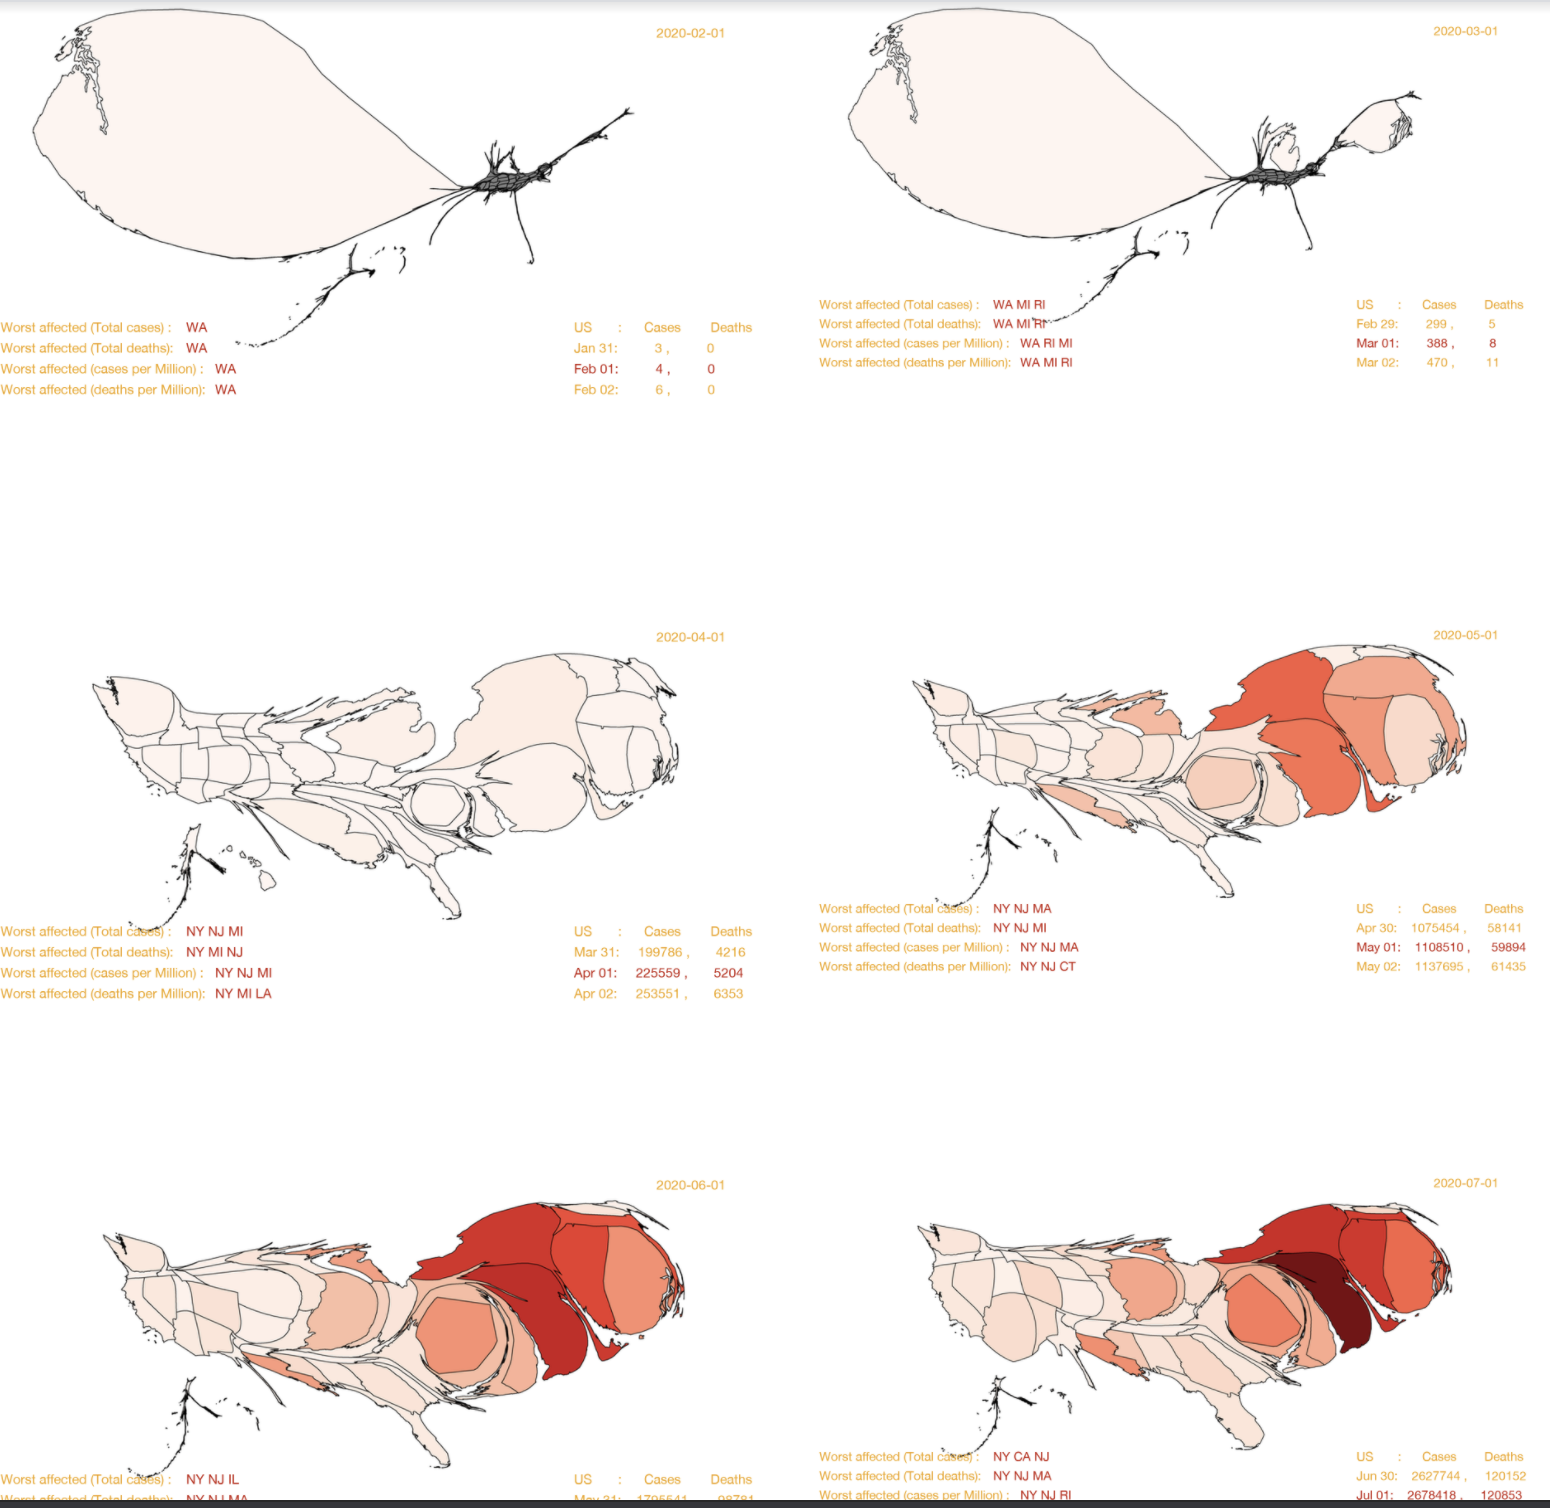 2020-02-01
Worst affected (Total cases) : WA
Worst affected (Total deaths): WA
Worst affected (cases per Million) : WA
Worst affected (deaths per Million): WA
US : Cases Deaths
Jan 31: 3 , 0
Feb 01: 4 , 0
Feb 02: 6 , 0
2020-03-01
Worst affected (Total cases) : WA MI RI
Worst affected (Total deaths): WA MI RI
Worst affected (cases per Million) : WA RI MI
Worst affected (deaths per Million): WA MI RI
US : Cases Deaths
Feb 29: 299 , 5
Mar 01: 388 , 8
Mar 02: 470 , 11
2020-04-01
Worst affected (Total cases) : NY NJ MI
Worst affected (Total deaths): NY MI NJ
Worst affected (cases per Million) : NY NJ MI
Worst affected (deaths per Million): NY MI LA
US : Cases Deaths
Mar 31: 199786 , 4216
Apr 01: 225559 , 5204
Apr 02: 253551 , 6353
2020-05-01
Worst affected (Total cases) : NY NJ MA
Worst affected (Total deaths): NY NJ MI
Worst affected (cases per Million) : NY NJ MA
Worst affected (deaths per Million): NY NJ CT
US : Cases Deaths
Apr 30: 1075454 , 58141
May 01: 1108510 , 59894
May 02: 1137695 , 61435
2020-06-01
Worst affected (Total cases) : NY NJ IL
Worst affected (Total deaths): NY NJ MA
US : Cases Deaths
May 31: 1795541 , 98781
2020-07-01
Worst affected (Total cases) : NY CA NJ
Worst affected (Total deaths): NY NJ MA
Worst affected (cases per Million) : NY NJ RI
US : Cases Deaths
Jun 30: 2627744 , 120152
Jul 01: 2678418 , 120853